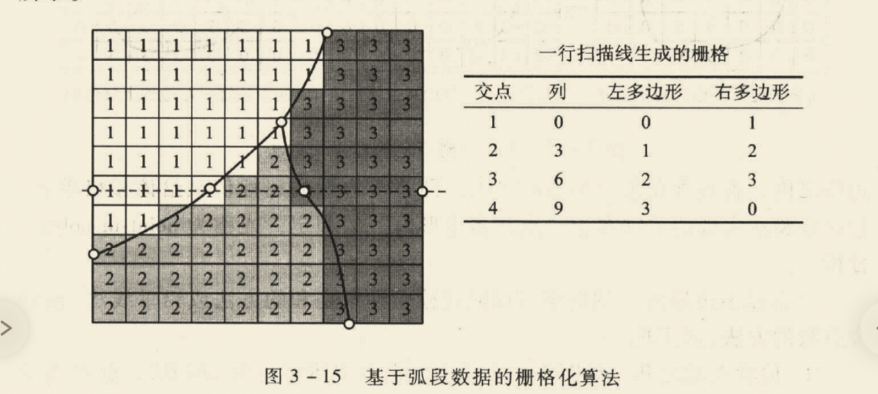 1 1 1 1 1 1 1 3 3 3
1 1 1 1 1 1 1 3 3 3
1 1 1 1 1 1 3 3 3 3
1 1 1 1 1 1 3 3 3
1 1 1 1 1 2 3 3 3 3
1 1 1 1 2 2 3 3 3 3
1 1 2 2 2 2 2 3 3 3
2 2 2 2 2 2 2 3 3 3
2 2 2 2 2 2 2 3 3 3
2 2 2 2 2 2 2 3 3 3
一行扫描线生成的栅格
交点 列 左多边形 右多边形
1 0 0 1
2 3 1 2
3 6 2 3
4 9 3 0
图 3-15 基于弧段数据的栅格化算法